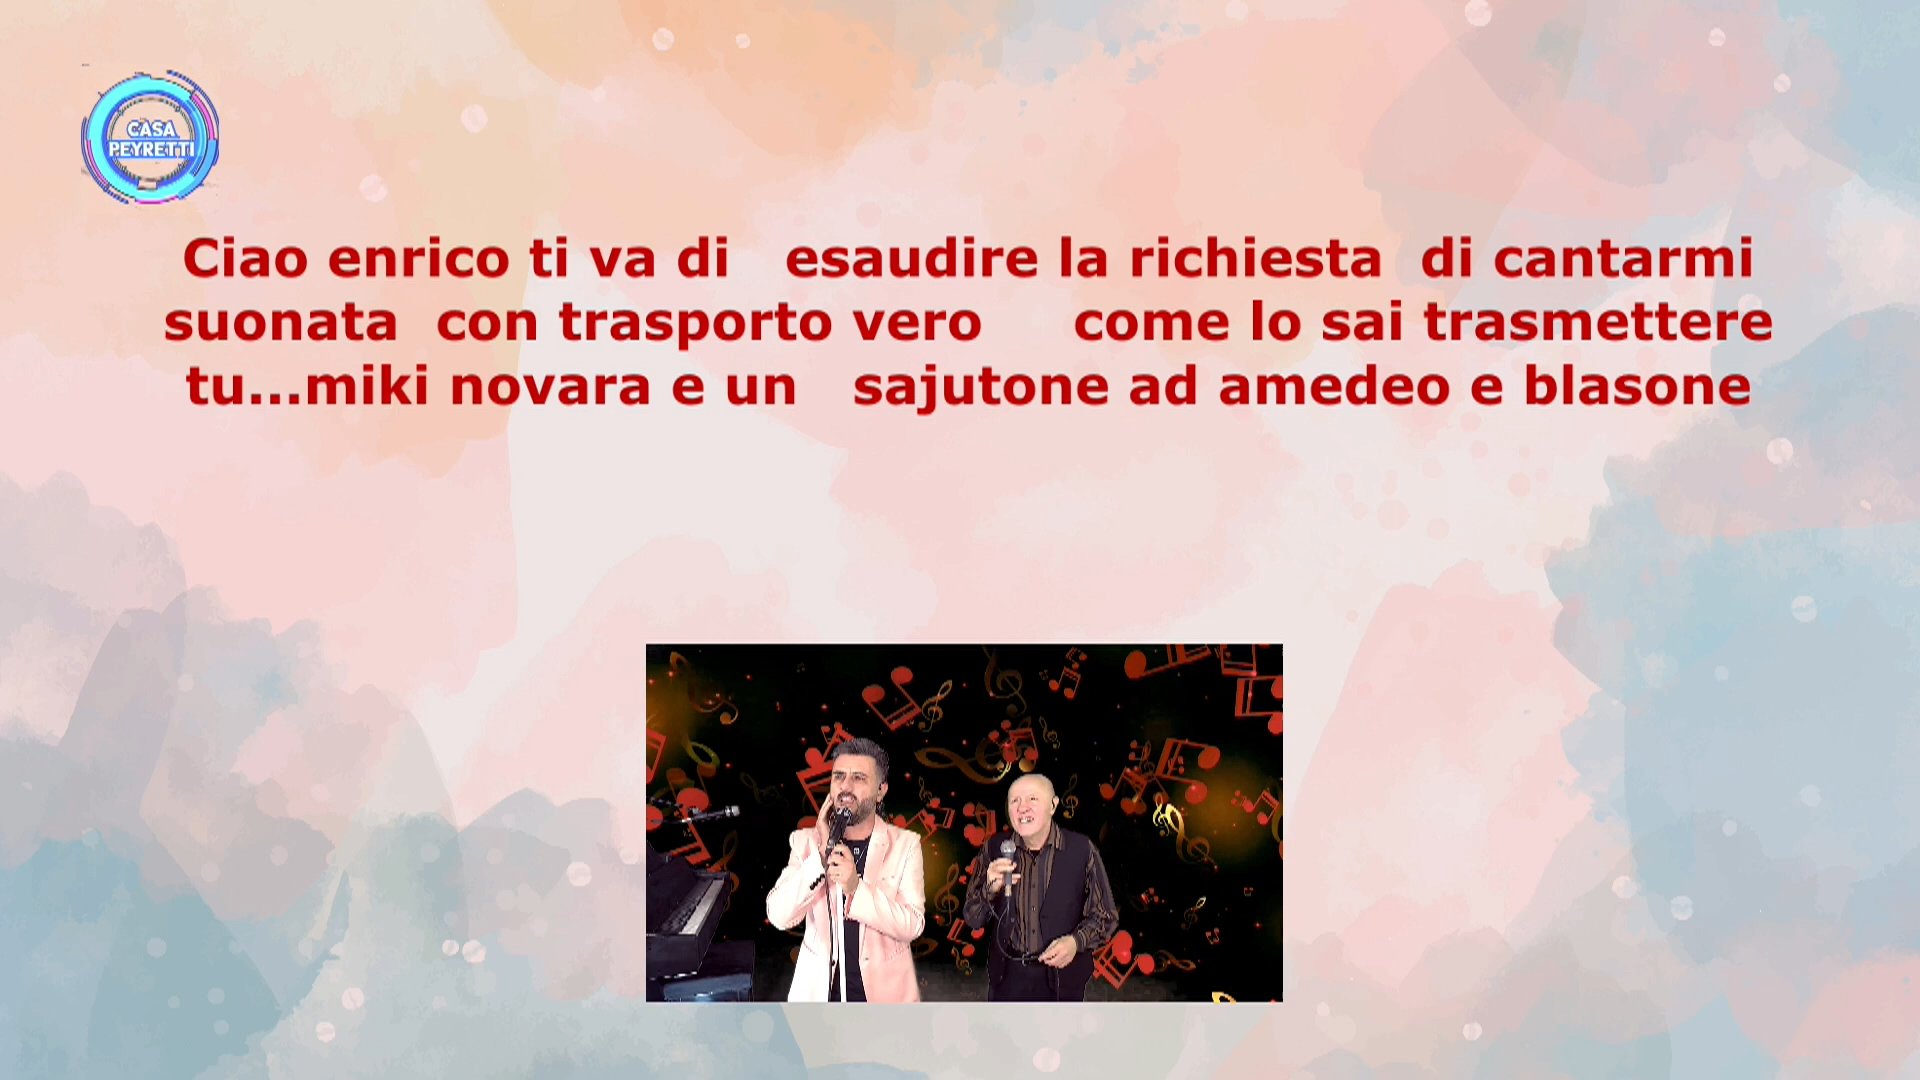 CASA
PEYRETTI
Ciao enrico ti va di esaudire la richiesta di cantarmi
suonata con trasporto vero come lo sai trasmettere
tu...miki novara e un sajutone ad amedeo e blasone